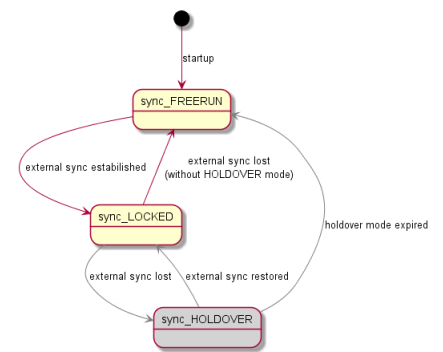 startup
sync_FREERUN
external sync estabilished
external sync lost
(without HOLDOVER mode)
sync_LOCKED
holdover mode expired
external sync lost
external sync restored
sync_HOLDOVER